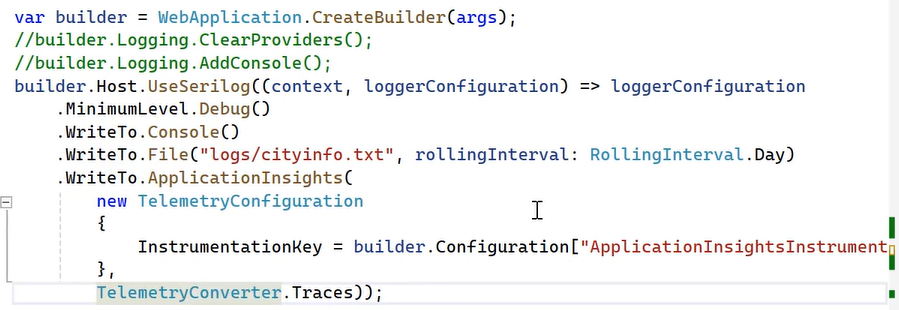 var builder = WebApplication.CreateBuilder(args);
//builder.Logging.ClearProviders();
//builder.Logging.AddConsole();
builder.Host.UseSerilog((context, loggerConfiguration) => loggerConfiguration
    .MinimumLevel.Debug()
    .WriteTo.Console()
    .WriteTo.File("logs/cityinfo.txt", rollingInterval: RollingInterval.Day)
    .WriteTo.ApplicationInsights(
        new TelemetryConfiguration
        {
            InstrumentationKey = builder.Configuration["ApplicationInsightsInstrument
        },
        TelemetryConverter.Traces));